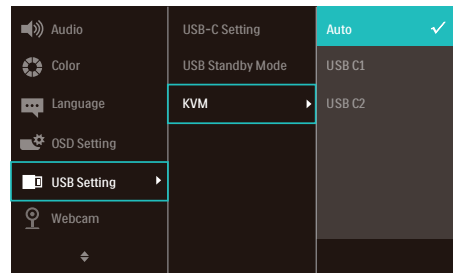 Audio
Color
Language
OSD Setting
USB Setting
Webcam
USB-C Setting
USB Standby Mode
KVM
Auto
USB C1
USB C2